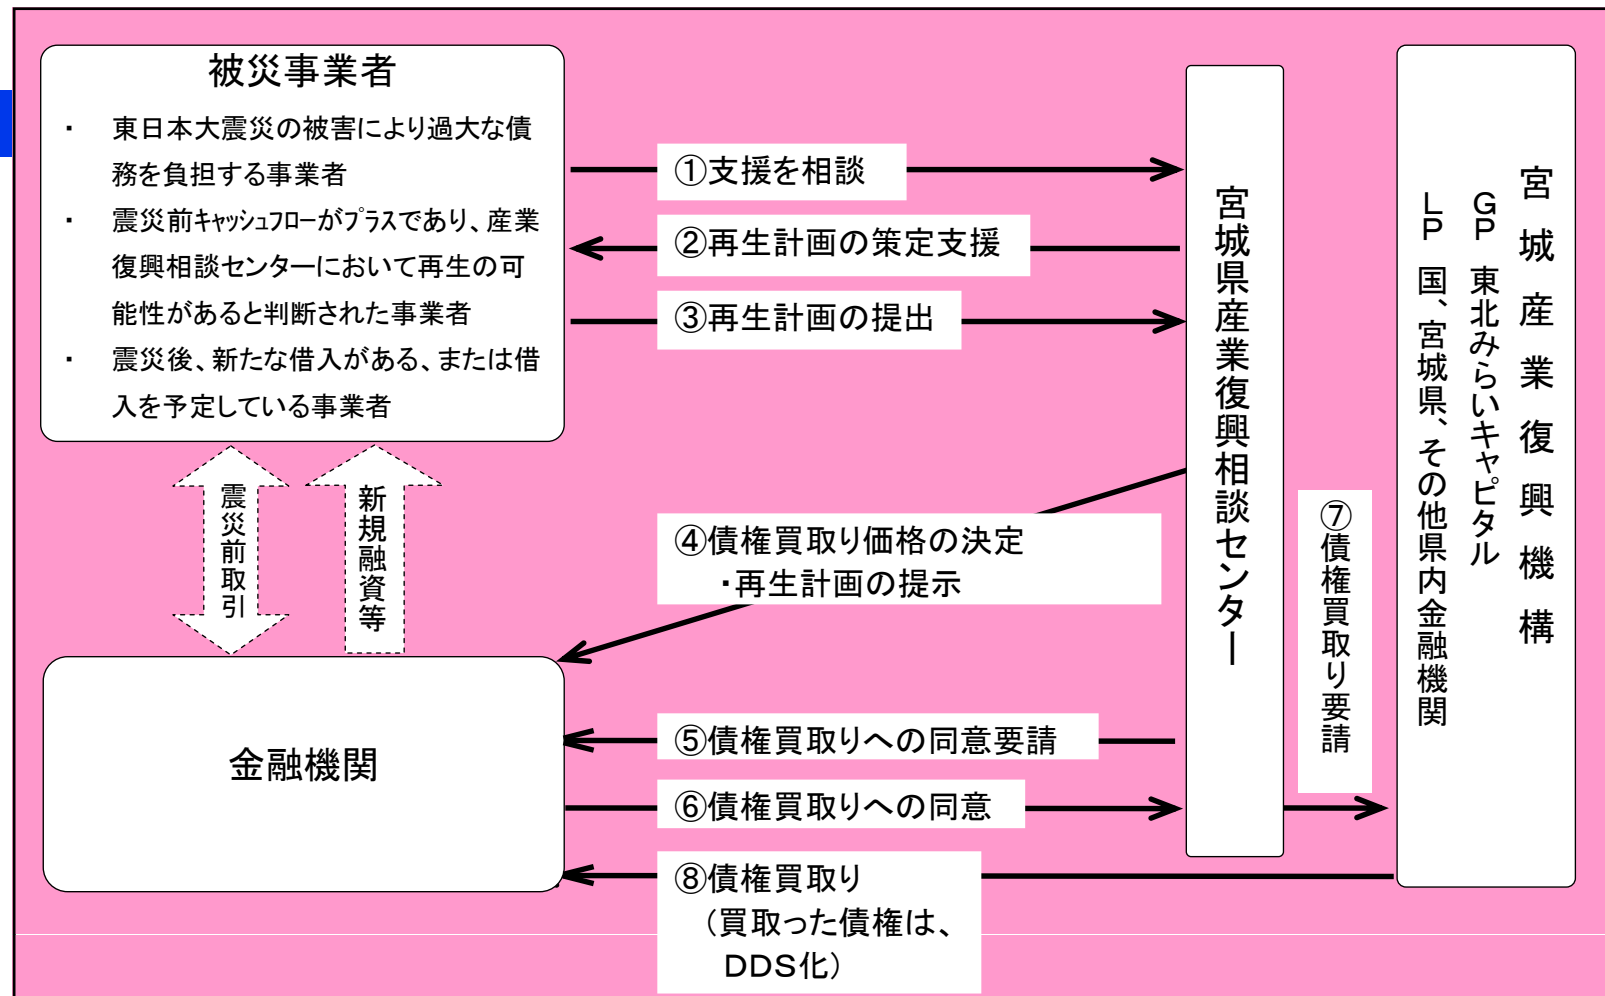 被災事業者
・ 東日本大震災の被害により過大な債
務を負担する事業者
・ 震災前キャッシュフローがプラスであり、産業
復興相談センターにおいて再生の可
能性があると判断された事業者
・ 震災後、新たな借入がある、または借
入を予定している事業者
①支援を相談
②再生計画の策定支援
③再生計画の提出
宮城県産業復興相談センター
宮城産業復興機構
GP 東北みらいキャピタル
LP 国、宮城県、その他県内金融機関
震災前取引
新規融資等
④債権買取り価格の決定
・再生計画の提示
⑦債権買取り要請
金融機関
⑤債権買取りへの同意要請
⑥債権買取りへの同意
⑧債権買取り
（買取った債権は、
DDS化）